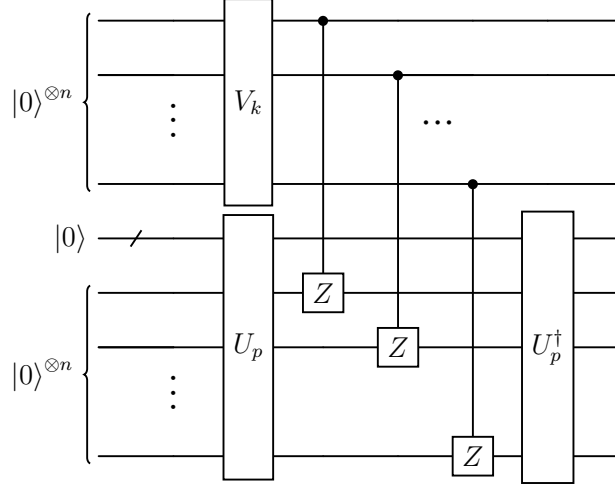 |0⟩^{⊗n}
V_k
...
|0⟩
Z
|0⟩^{⊗n}
U_p
Z
U_p^†
Z